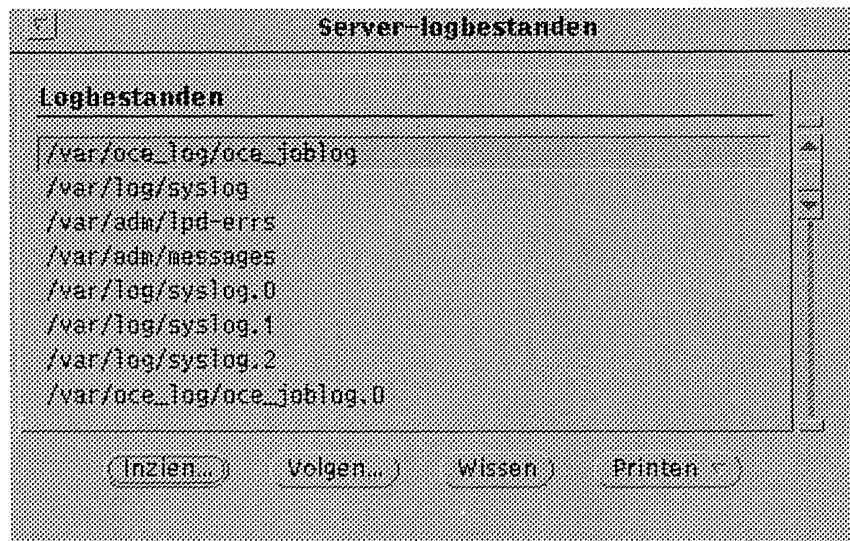 Server-logbestanden
Logbestanden
/var/oce_log/oce_joblog
/var/log/syslog
/var/adm/lpd-errs
/var/adm/messages
/var/log/syslog.0
/var/log/syslog.1
/var/log/syslog.2
/var/oce_log/oce_joblog.0
Inzien... Volgen... Wissen Printen